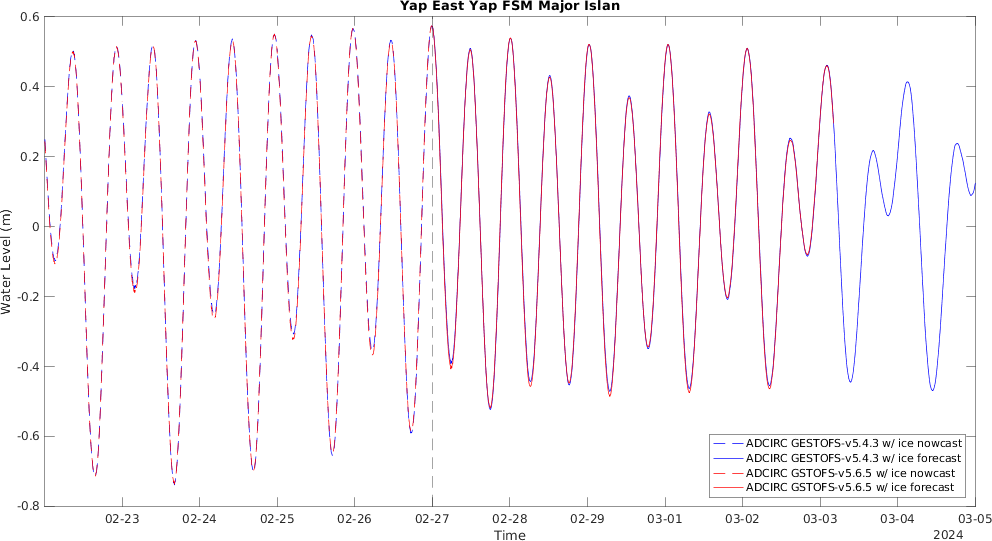 Yap East Yap FSM Major Islan
0.6
0.4
0.2
0
-0.2
-0.4
-0.6
-0.8
Water Level (m)
ADCIRC GESTOFS-v5.4.3 w/ ice nowcast
ADCIRC GESTOFS-v5.4.3 w/ ice forecast
ADCIRC GSTOFS-v5.6.5 w/ ice nowcast
ADCIRC GSTOFS-v5.6.5 w/ ice forecast
02-23 02-24 02-25 02-26 02-27 02-28 02-29 03-01 03-02 03-03 03-04 03-05
Time
2024